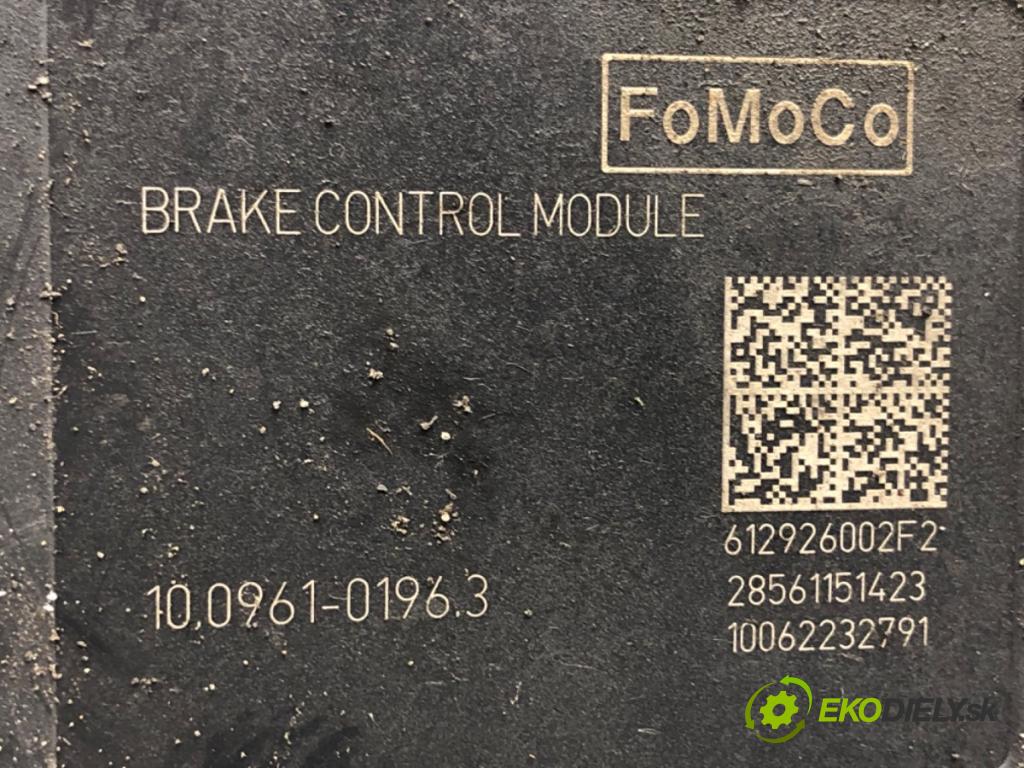 FoMoCo
BRAKE CONTROL MODULE
612926002F2
10.0961-0196.3
28561151423
10062232791
EKODIELY.sk